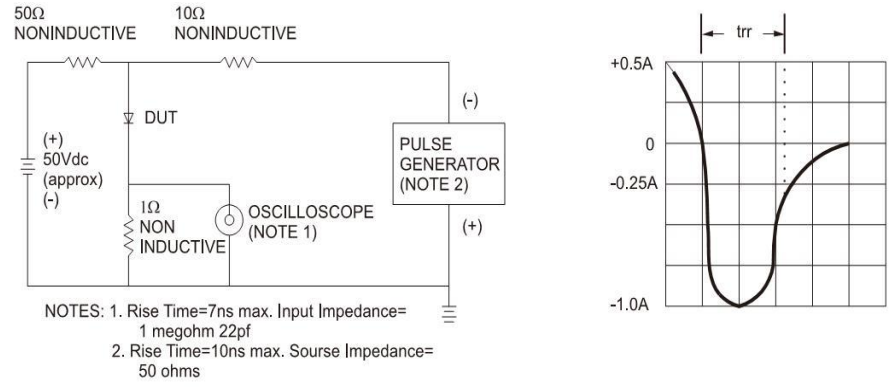 50Ω
NONINDUCTIVE
10Ω
NONINDUCTIVE
DUT
(+)
50Vdc
(approx)
(-)
1Ω
NON
INDUCTIVE
OSCILLOSCOPE
(NOTE 1)
(-)
PULSE
GENERATOR
(NOTE 2)
(+)
NOTES: 1. Rise Time=7ns max. Input Impedance=
1 megohm 22pf
2. Rise Time=10ns max. Sourse Impedance=
50 ohms
trr
+0.5A
0
-0.25A
-1.0A